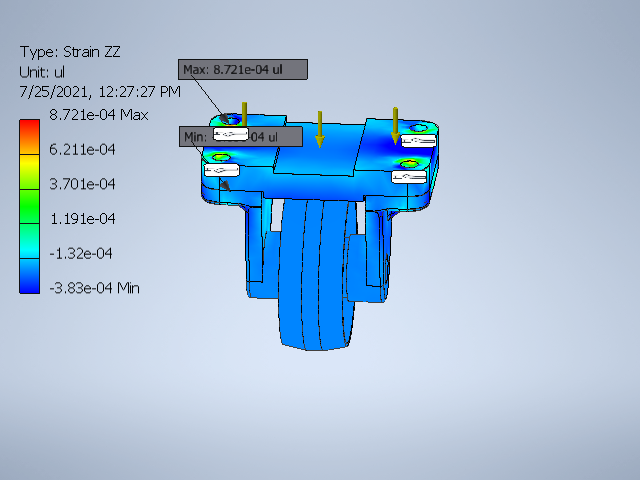 Type: Strain ZZ
Unit: ul
7/25/2021, 12:27:27 PM
8.721e-04 Max
6.211e-04
3.701e-04
1.191e-04
-1.32e-04
-3.83e-04 Min
Max: 8.721e-04 ul
Min: -04 ul